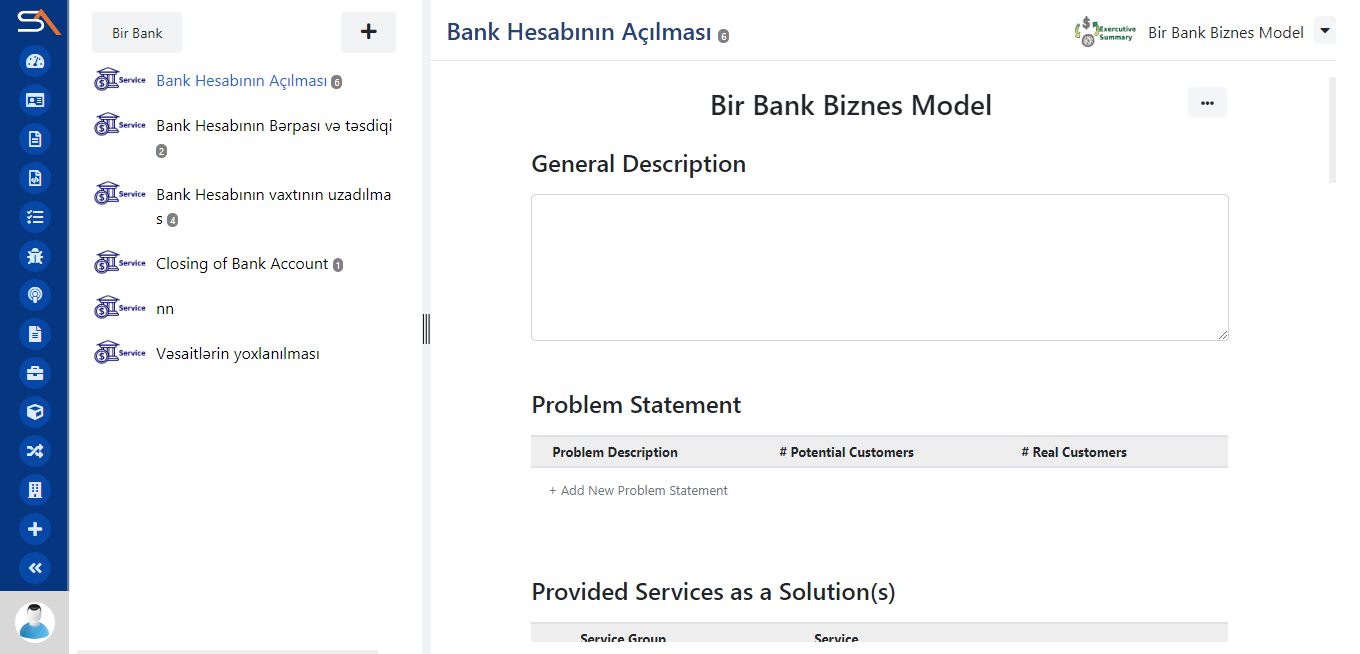 Bir Bank
+
Service Bank Hesabının Açılması 6
Service Bank Hesabının Bərpası və təsdiqi
2
Service Bank Hesabının vaxtının uzadılma
s 4
Service Closing of Bank Account 1
Service nn
Service Vəsaitlərin yoxlanılması
Bank Hesabının Açılması 6
Exercutive
Summary
Bir Bank Biznes Model
Bir Bank Biznes Model
General Description
Problem Statement
Problem Description # Potential Customers # Real Customers
+ Add New Problem Statement
Provided Services as a Solution(s)
Service Group Service